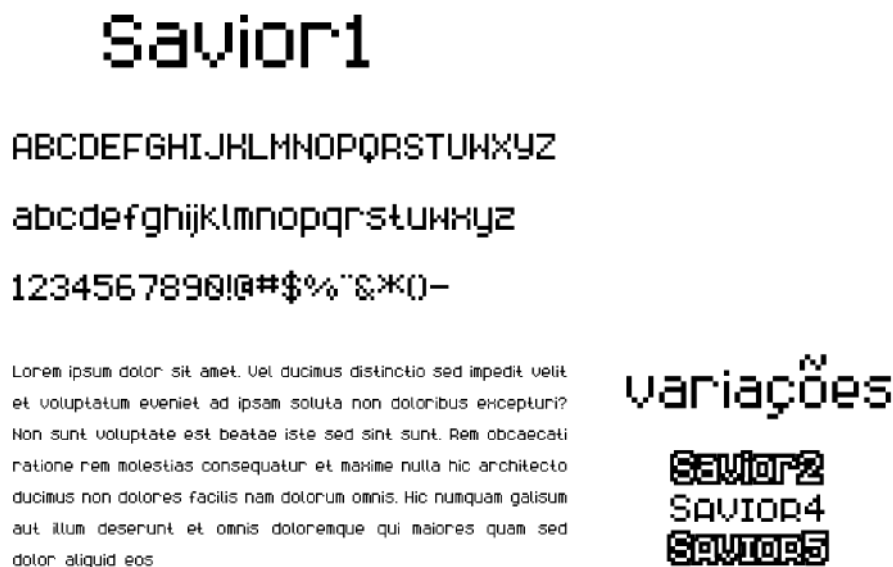 Savior1
ABCDEFGHIJKLMNOPQRSTUWXYZ
abcdefghijklmnopqrstuwxyz
1234567890!@#$%¨&*()-
Lorem ipsum dolor sit amet. Vel ducimus distinctio sed impedit velit
et voluptatum eveniet ad ipsam soluta non doloribus excepturi?
Non sunt voluptate est beatae iste sed sint sunt. Rem obcaecati
ratione rem molestias consequatur et maxime nulla hic architecto
ducimus non dolores facilis nam dolorum omnis. Hic numquam galisum
aut illum deserunt et omnis doloremque qui maiores quam sed
dolor aliquid eos
variações
Savior2
SAVIOR4
SAVIOR5